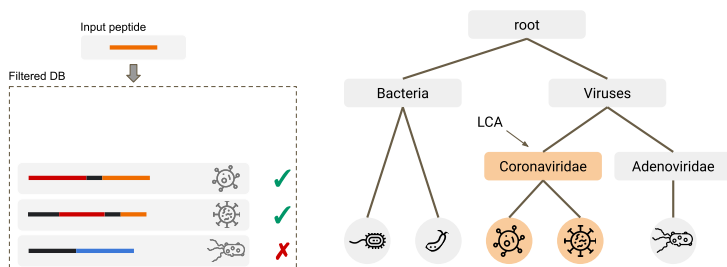 Input peptide
Filtered DB
root
Bacteria
Viruses
LCA
Coronaviridae
Adenoviridae